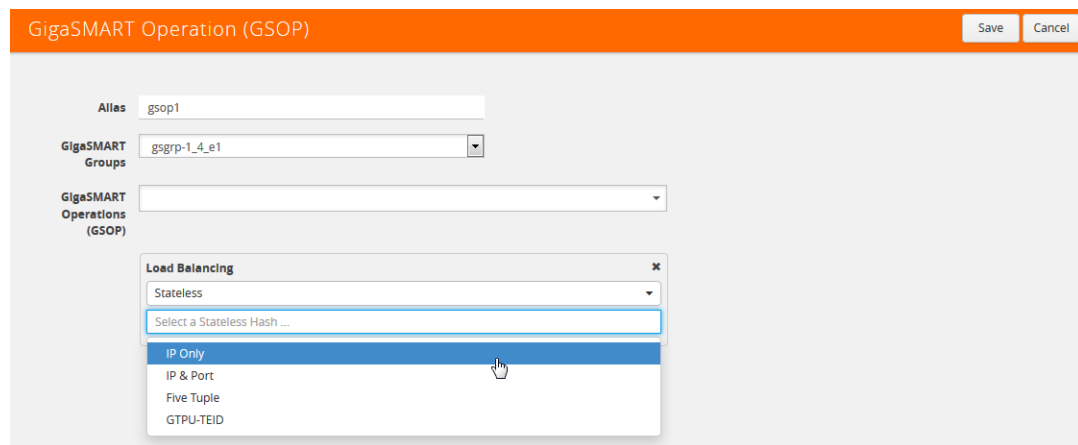 GigaSMART Operation (GSOP)
Save
Cancel
Alias
gsop1
GigaSMART
Groups
gsgrp-1_4_e1
GigaSMART
Operations
(GSOP)
Load Balancing
Stateless
Select a Stateless Hash ...
IP Only
IP & Port
Five Tuple
GTPU-TEID